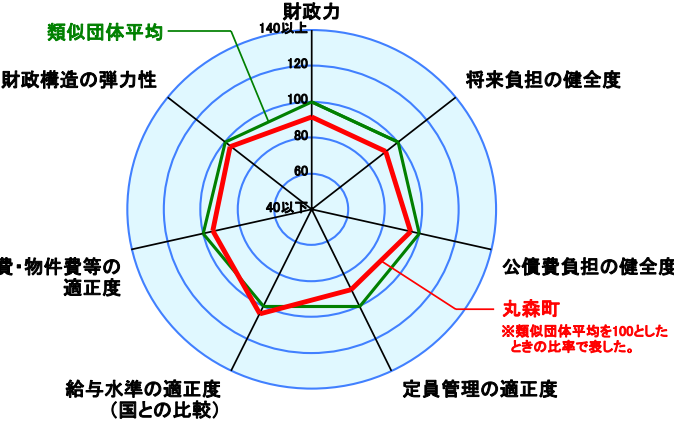 財政力
類似団体平均
140以上
120
100
80
60
40以下
財政構造の弾力性
将来負担の健全度
費・物件費等の
適正度
公債費負担の健全度
丸森町
※類似団体平均を100とした
ときの比率で表した。
給与水準の適正度
（国との比較）
定員管理の適正度